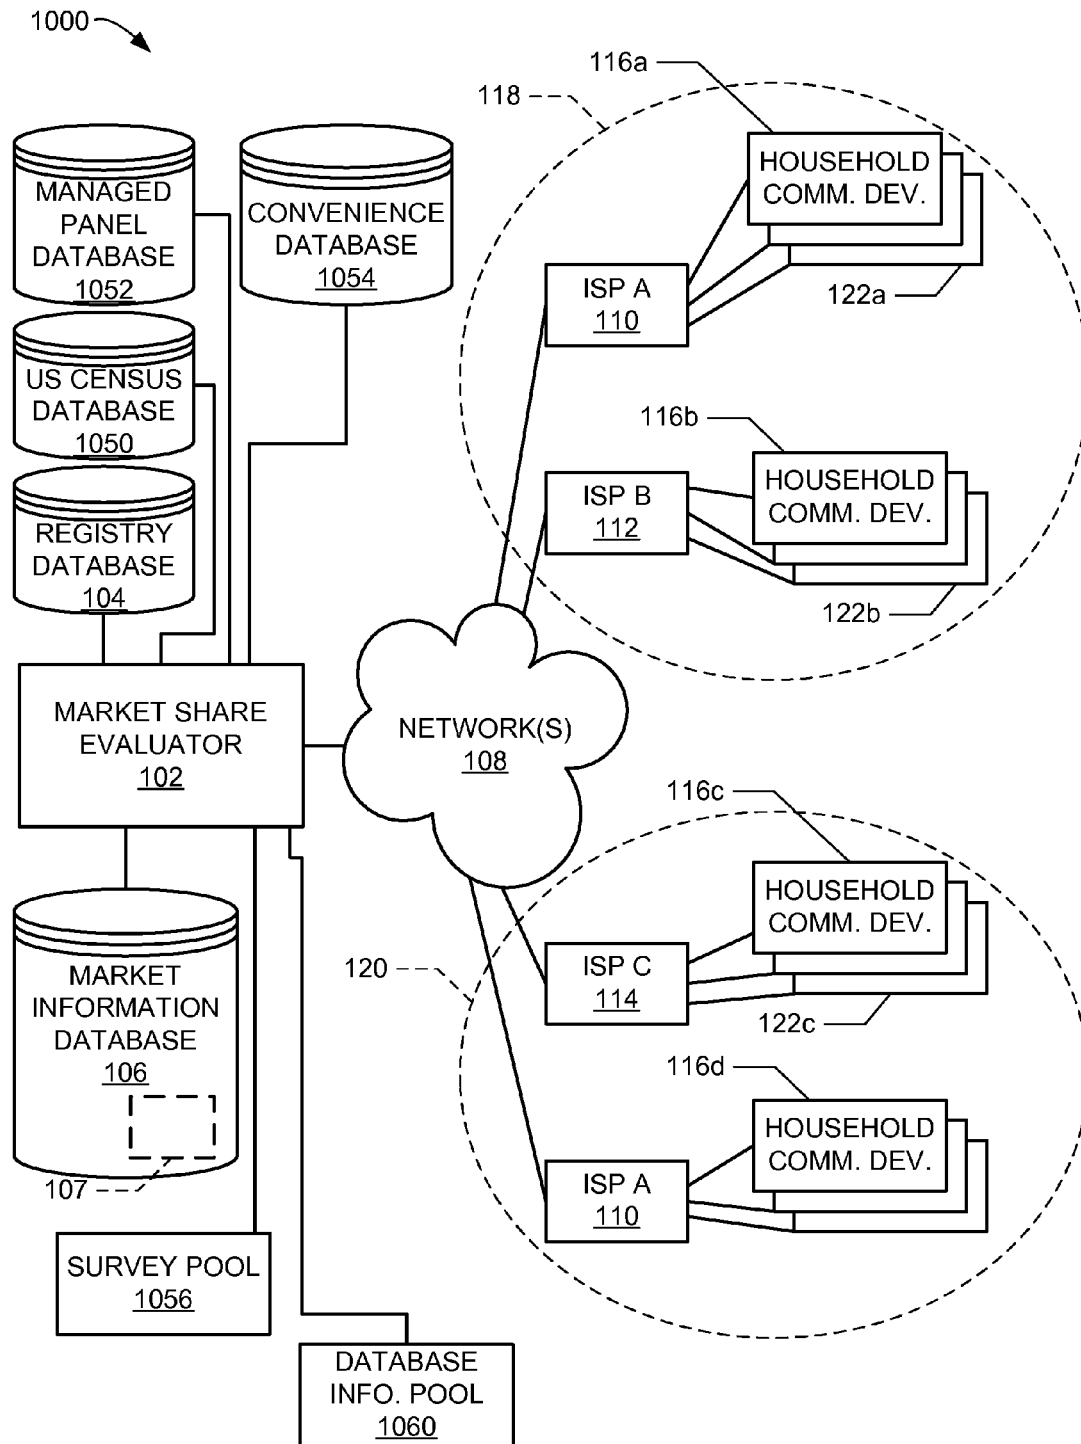 1000
116a
118
HOUSEHOLD
COMM. DEV.
MANAGED
PANEL
DATABASE
1052
CONVENIENCE
DATABASE
1054
ISP A
110
122a
US CENSUS
DATABASE
1050
116b
HOUSEHOLD
COMM. DEV.
ISP B
112
REGISTRY
DATABASE
104
122b
MARKET SHARE
EVALUATOR
102
NETWORK(S)
108
116c
HOUSEHOLD
COMM. DEV.
120
ISP C
114
MARKET
INFORMATION
DATABASE
106
122c
116d
HOUSEHOLD
COMM. DEV.
107
ISP A
110
SURVEY POOL
1056
DATABASE
INFO. POOL
1060